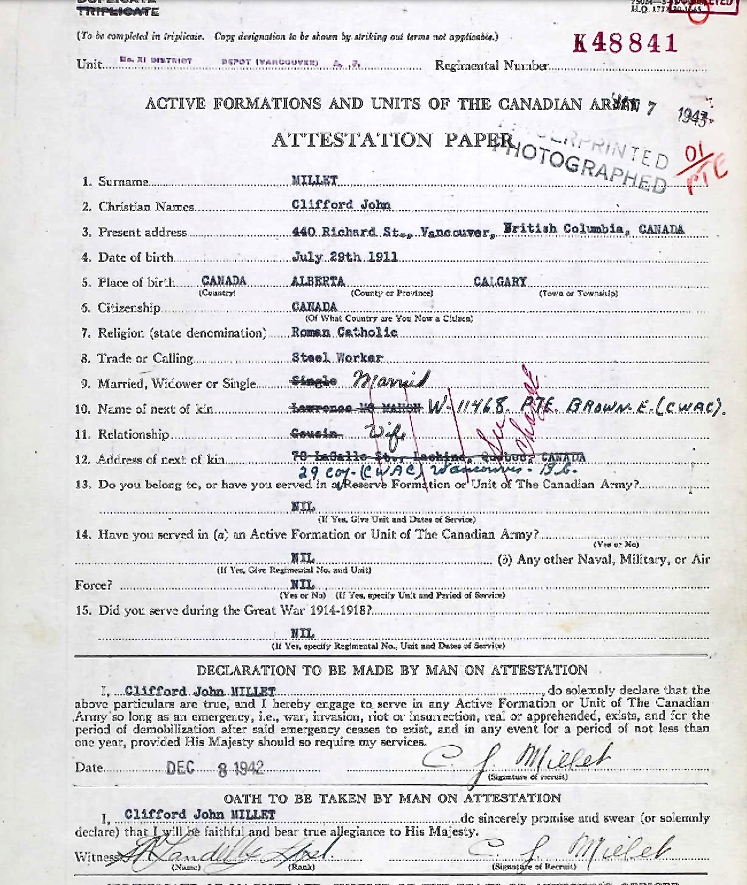 TRIPLICATE
(To be completed in triplicate. Copy designation to be shown by striking out terms not applicable.)
K48841
Unit No. XI DISTRICT DEPOT (VANCOUVER) Regimental Number
ACTIVE FORMATIONS AND UNITS OF THE CANADIAN ARMY
JAN 7 1943
ATTESTATION PAPER
FINGERPRINTED
PHOTOGRAPHED
01/PTE
1. Surname MILLET
2. Christian Names Clifford John
3. Present address 440 Richard St., Vancouver, British Columbia, CANADA
4. Date of birth July 29th 1911
5. Place of birth CANADA ALBERTA CALGARY
(Country) (County or Province) (Town or Township)
6. Citizenship CANADA
(Of What Country are You Now a Citizen)
7. Religion (state denomination) Roman Catholic
8. Trade or Calling Steel Worker
9. Married, Widower or Single Single Married
10. Name of next of kin Lawrence MC MAHON W-11468 PTE. BROWN. E. (CWAC).
11. Relationship Cousin Wife
12. Address of next of kin 78 LaSalle St., Lachine, Quebec, CANADA
29 coy. (CWAC) Vancouver. B.C.
13. Do you belong to, or have you served in a Reserve Formation or Unit of The Canadian Army?
NIL
(If Yes, Give Unit and Dates of Service)
14. Have you served in (a) an Active Formation or Unit of The Canadian Army?
(Yes or No)
NIL (b) Any other Naval, Military, or Air
(If Yes, Give Regimental No. and Unit)
Force? NIL
(Yes or No) (If Yes, specify Unit and Period of Service)
15. Did you serve during the Great War 1914-1918?
NIL
(If Yes, specify Regimental No., Unit and Dates of Service)
DECLARATION TO BE MADE BY MAN ON ATTESTATION
I, Clifford John MILLET, do solemnly declare that the
above particulars are true, and I hereby engage to serve in any Active Formation or Unit of The Canadian
Army so long as an emergency, i.e., war, invasion, riot or insurrection, real or apprehended, exists, and for the
period of demobilization after said emergency ceases to exist, and in any event for a period of not less than
one year, provided His Majesty should so require my services.
Date DEC 8 1942 C. J. Millet
(Signature of recruit)
OATH TO BE TAKEN BY MAN ON ATTESTATION
I, Clifford John MILLET do sincerely promise and swear (or solemnly
declare) that I will be faithful and bear true allegiance to His Majesty.
Witness C. J. Millet
(Name) (Rank) (Signature of Recruit)